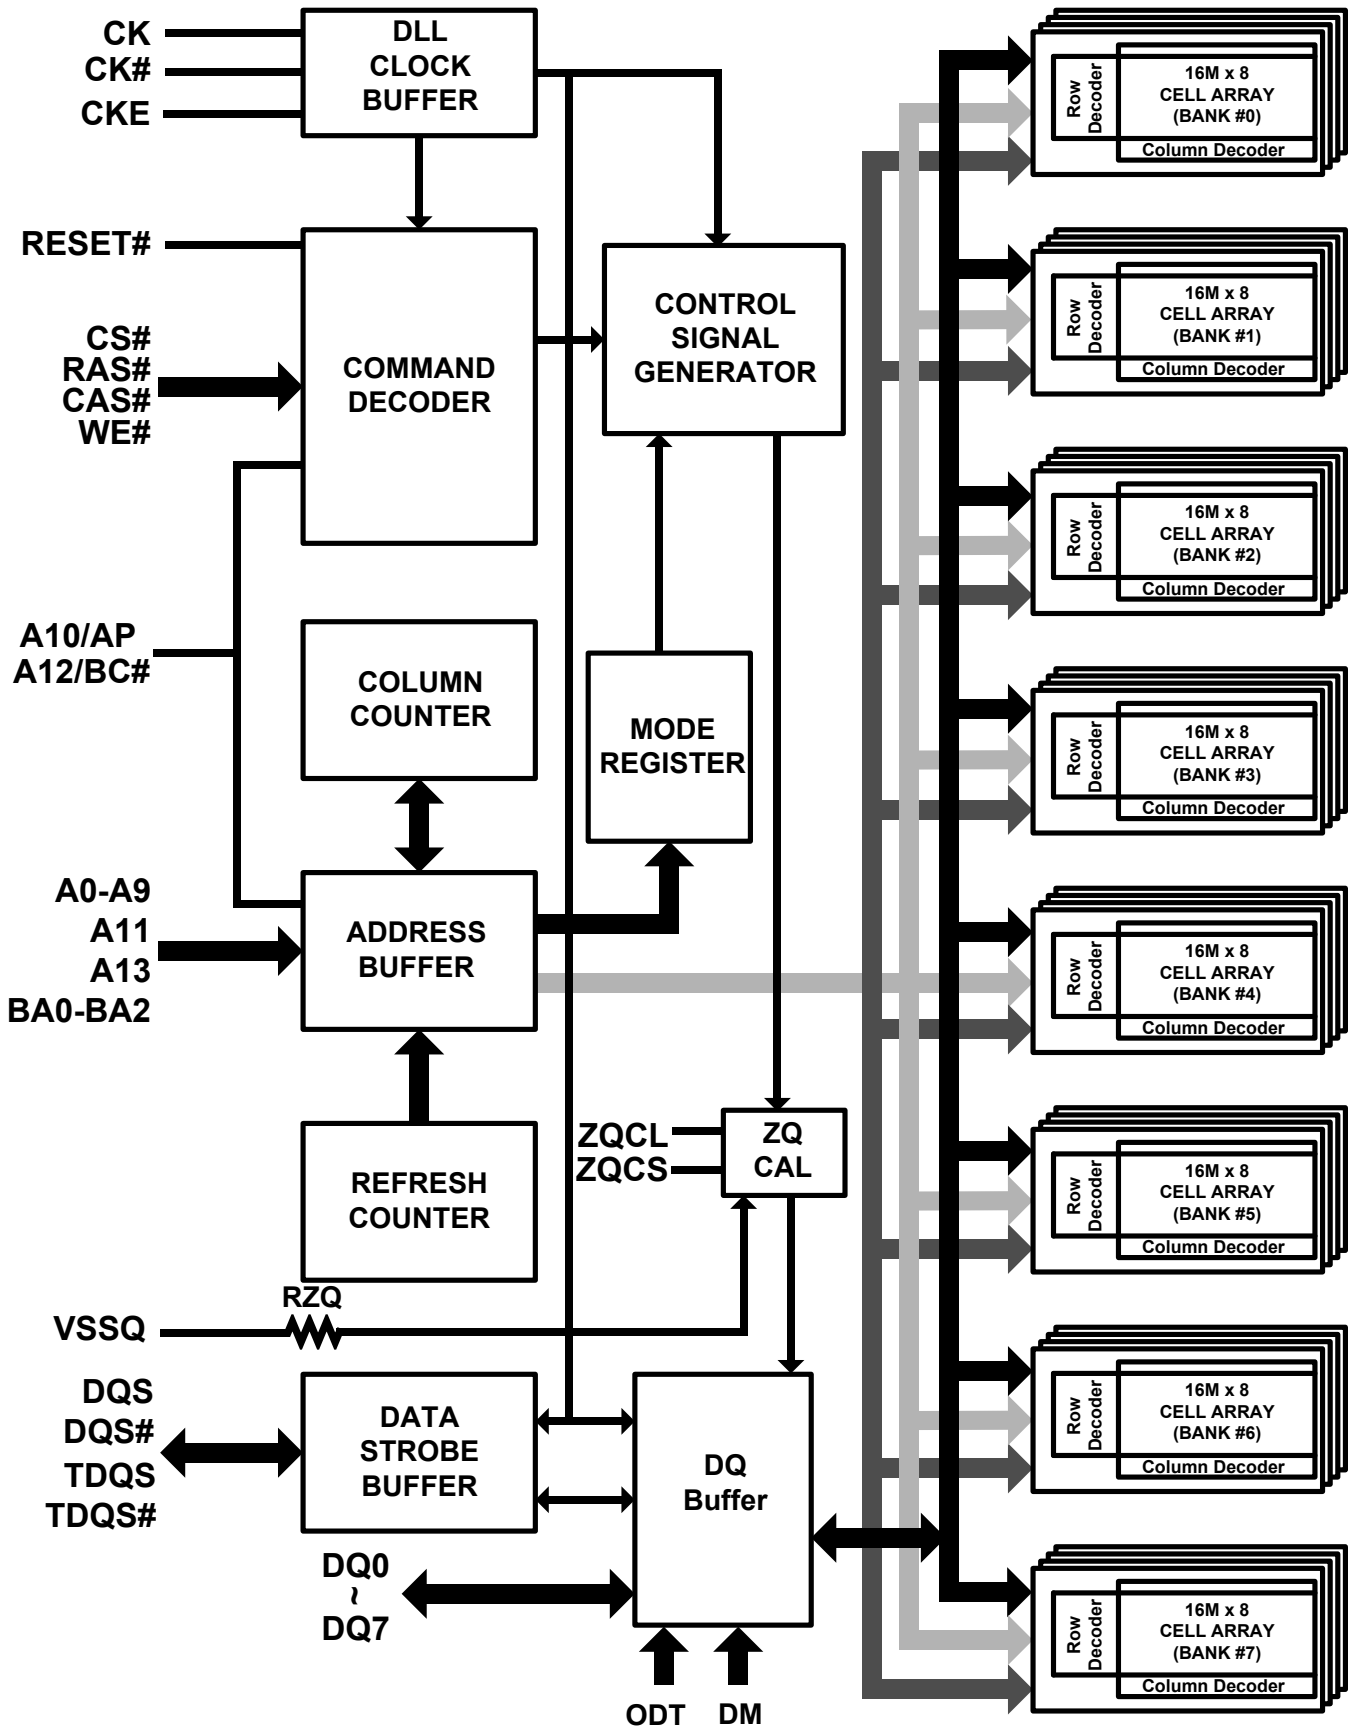 CK
CK#
CKE
DLL
CLOCK
BUFFER
RESET#
CS#
RAS#
CAS#
WE#
COMMAND
DECODER
CONTROL
SIGNAL
GENERATOR
A10/AP
A12/BC#
COLUMN
COUNTER
MODE
REGISTER
A0-A9
A11
A13
BA0-BA2
ADDRESS
BUFFER
REFRESH
COUNTER
ZQCL
ZQCS
ZQ
CAL
VSSQ
RZQ
DQS
DQS#
TDQS
TDQS#
DATA
STROBE
BUFFER
DQ
Buffer
DQ0
~
DQ7
ODT
DM
Row
Decoder
16M x 8
CELL ARRAY
(BANK #0)
Column Decoder
Row
Decoder
16M x 8
CELL ARRAY
(BANK #1)
Column Decoder
Row
Decoder
16M x 8
CELL ARRAY
(BANK #2)
Column Decoder
Row
Decoder
16M x 8
CELL ARRAY
(BANK #3)
Column Decoder
Row
Decoder
16M x 8
CELL ARRAY
(BANK #4)
Column Decoder
Row
Decoder
16M x 8
CELL ARRAY
(BANK #5)
Column Decoder
Row
Decoder
16M x 8
CELL ARRAY
(BANK #6)
Column Decoder
Row
Decoder
16M x 8
CELL ARRAY
(BANK #7)
Column Decoder